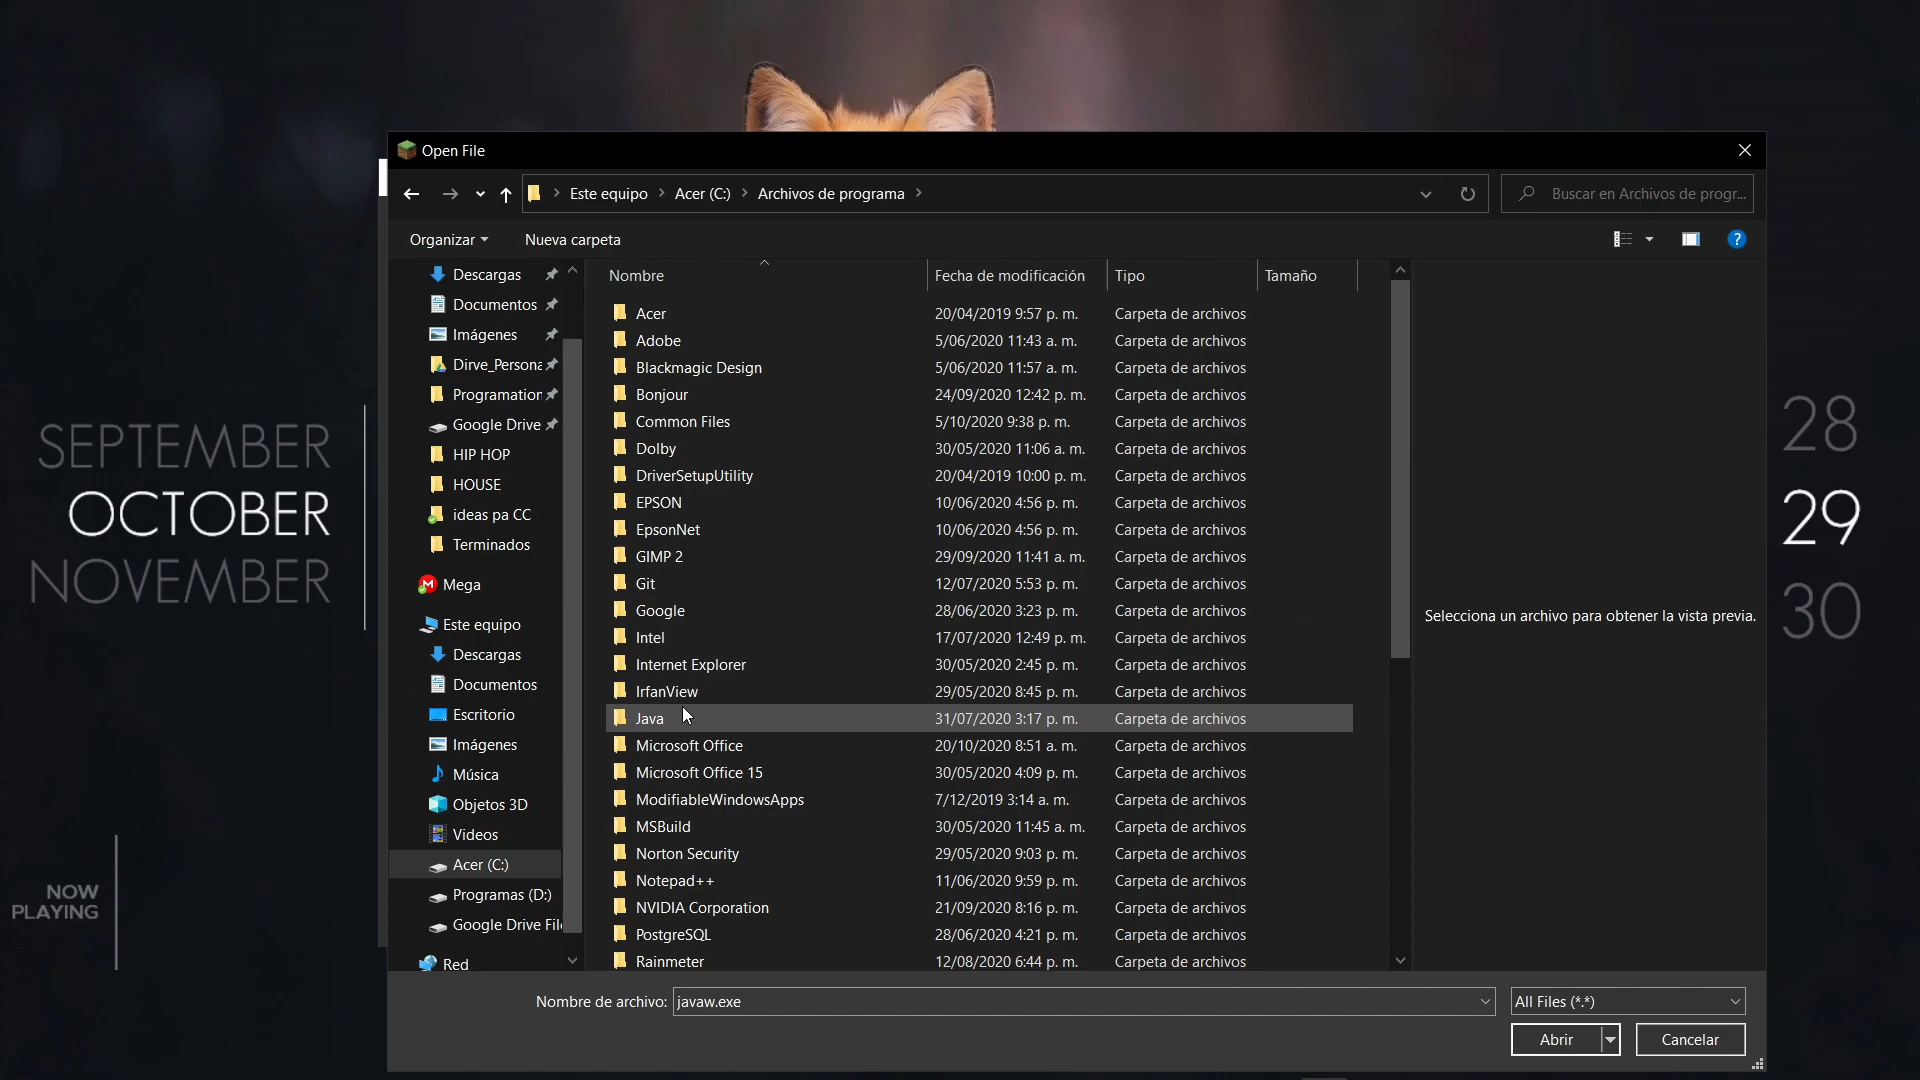 Open File
Este equipo > Acer (C:) > Archivos de programa >
Buscar en Archivos de progr...
Organizar
Nueva carpeta
Descargas
Documentos
Imágenes
Dirve_Persona
Programation
Google Drive
HIP HOP
HOUSE
ideas pa CC
Terminados
Mega
Este equipo
Descargas
Documentos
Escritorio
Imágenes
Música
Objetos 3D
Videos
Acer (C:)
Programas (D:)
Google Drive File
Red
Nombre Fecha de modificación Tipo Tamaño
Acer 20/04/2019 9:57 p. m. Carpeta de archivos
Adobe 5/06/2020 11:43 a. m. Carpeta de archivos
Blackmagic Design 5/06/2020 11:57 a. m. Carpeta de archivos
Bonjour 24/09/2020 12:42 p. m. Carpeta de archivos
Common Files 5/10/2020 9:38 p. m. Carpeta de archivos
Dolby 30/05/2020 11:06 a. m. Carpeta de archivos
DriverSetupUtility 20/04/2019 10:00 p. m. Carpeta de archivos
EPSON 10/06/2020 4:56 p. m. Carpeta de archivos
EpsonNet 10/06/2020 4:56 p. m. Carpeta de archivos
GIMP 2 29/09/2020 11:41 a. m. Carpeta de archivos
Git 12/07/2020 5:53 p. m. Carpeta de archivos
Google 28/06/2020 3:23 p. m. Carpeta de archivos
Intel 17/07/2020 12:49 p. m. Carpeta de archivos
Internet Explorer 30/05/2020 2:45 p. m. Carpeta de archivos
IrfanView 29/05/2020 8:45 p. m. Carpeta de archivos
Java 31/07/2020 3:17 p. m. Carpeta de archivos
Microsoft Office 20/10/2020 8:51 a. m. Carpeta de archivos
Microsoft Office 15 30/05/2020 4:09 p. m. Carpeta de archivos
ModifiableWindowsApps 7/12/2019 3:14 a. m. Carpeta de archivos
MSBuild 30/05/2020 11:45 a. m. Carpeta de archivos
Norton Security 29/05/2020 9:03 p. m. Carpeta de archivos
Notepad++ 11/06/2020 9:59 p. m. Carpeta de archivos
NVIDIA Corporation 21/09/2020 8:16 p. m. Carpeta de archivos
PostgreSQL 28/06/2020 4:21 p. m. Carpeta de archivos
Rainmeter 12/08/2020 6:44 p. m. Carpeta de archivos
Selecciona un archivo para obtener la vista previa.
Nombre de archivo: javaw.exe
All Files (*.*)
Abrir
Cancelar
SEPTEMBER
OCTOBER
NOVEMBER
28
29
30
NOW
PLAYING